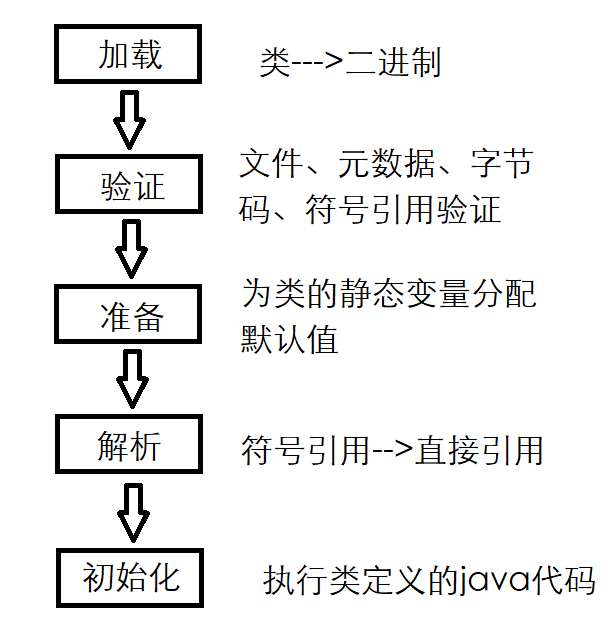 加载
类--->二进制
验证
文件、元数据、字节
码、符号引用验证
准备
为类的静态变量分配
默认值
解析
符号引用-->直接引用
初始化
执行类定义的java代码